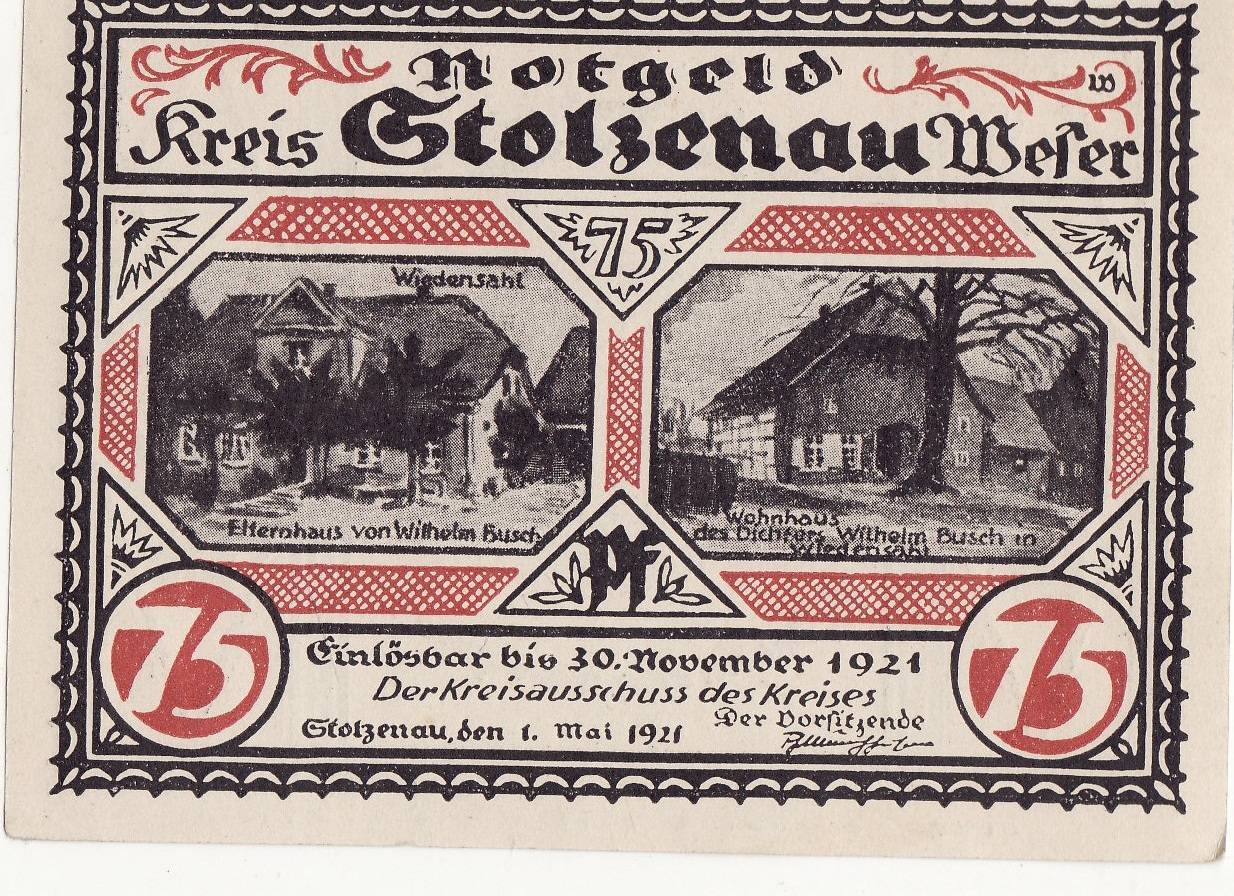 Notgeld
w
Kreis Stolzenau Weser
75
Wiedensahl
Elternhaus von Wilhelm Busch
Wohnhaus
des Dichters Wilhelm Busch in
Wiedensahl
Pf
75
75
Einlösbar bis 30. November 1921
Der Kreisausschuss des Kreises
Stolzenau, den 1. Mai 1921
Der Vorsitzende